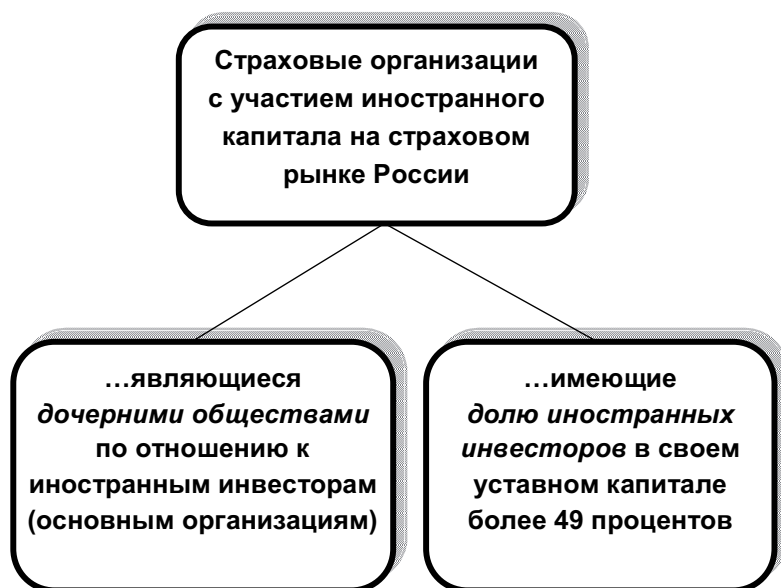 Страховые организации
с участием иностранного
капитала на страховом
рынке России
…являющиеся
дочерними обществами
по отношению к
иностранным инвесторам
(основным организациям)
…имеющие
долю иностранных
инвесторов в своем
уставном капитале
более 49 процентов